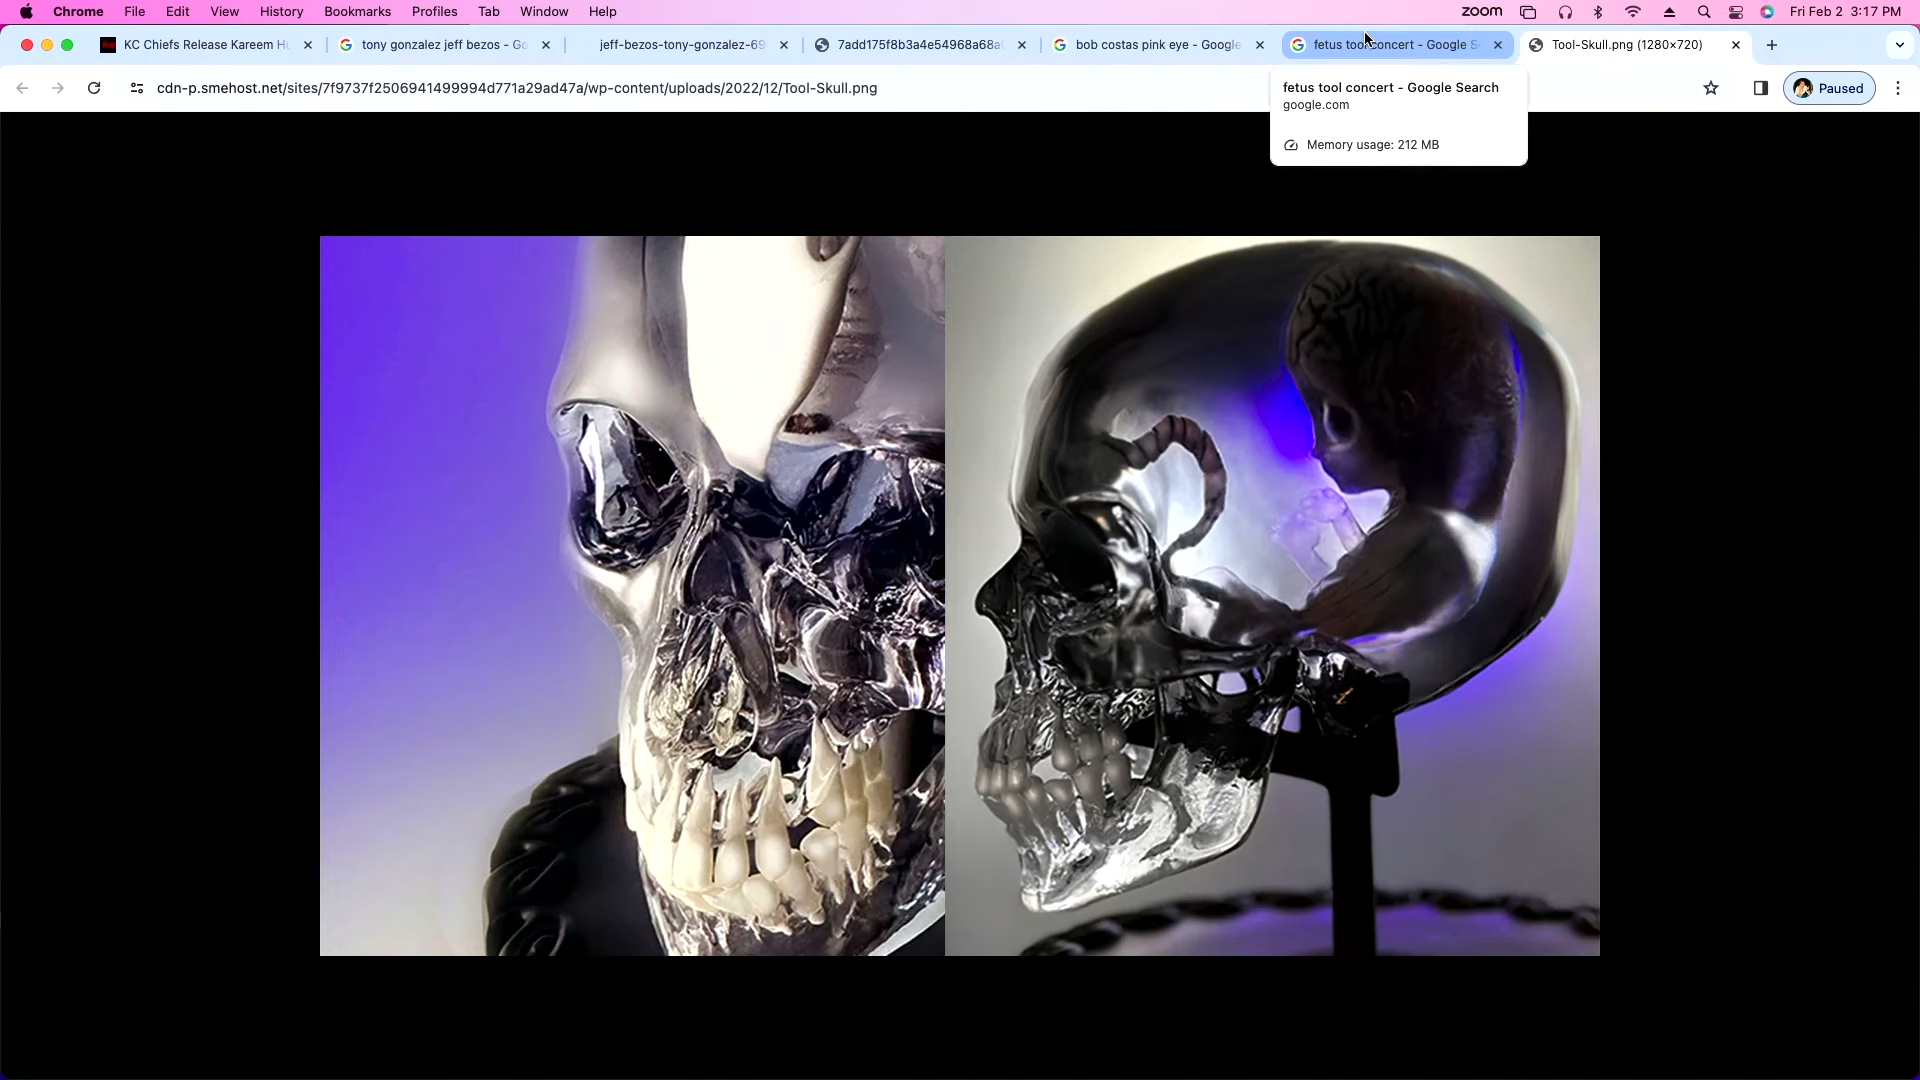 Chrome File Edit View History Bookmarks Profiles Tab Window Help zoom Fri Feb 2 3:17 PM
KC Chiefs Release Kareem Hu tony gonzalez jeff bezos - Go jeff-bezos-tony-gonzalez-69 7add175f8b3a4e54968a68a bob costas pink eye - Google fetus tool concert - Google S Tool-Skull.png (1280×720)
cdn-p.smehost.net/sites/7f9737f2506941499994d771a29ad47a/wp-content/uploads/2022/12/Tool-Skull.png Paused
fetus tool concert - Google Search
google.com
Memory usage: 212 MB